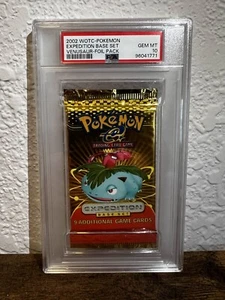 2002 WOTC-POKEMON
EXPEDITION BASE SET
VENUSAUR-FOIL PACK
GEM MT
10
96041771
PSA
POKéMON
TRADING CARD GAME
EXPEDITION
BASE SET
9 ADDITIONAL GAME CARDS